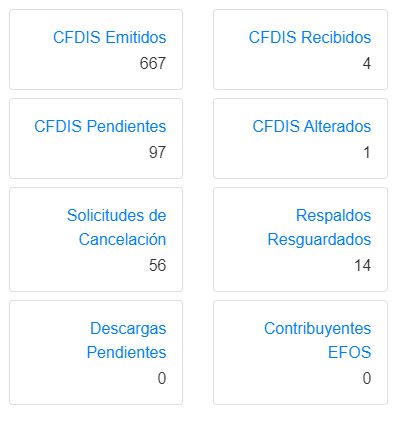 CFDIS Emitidos
667
CFDIS Recibidos
4
CFDIS Pendientes
97
CFDIS Alterados
1
Solicitudes de
Cancelación
56
Respaldos
Resguardados
14
Descargas
Pendientes
0
Contribuyentes
EFOS
0